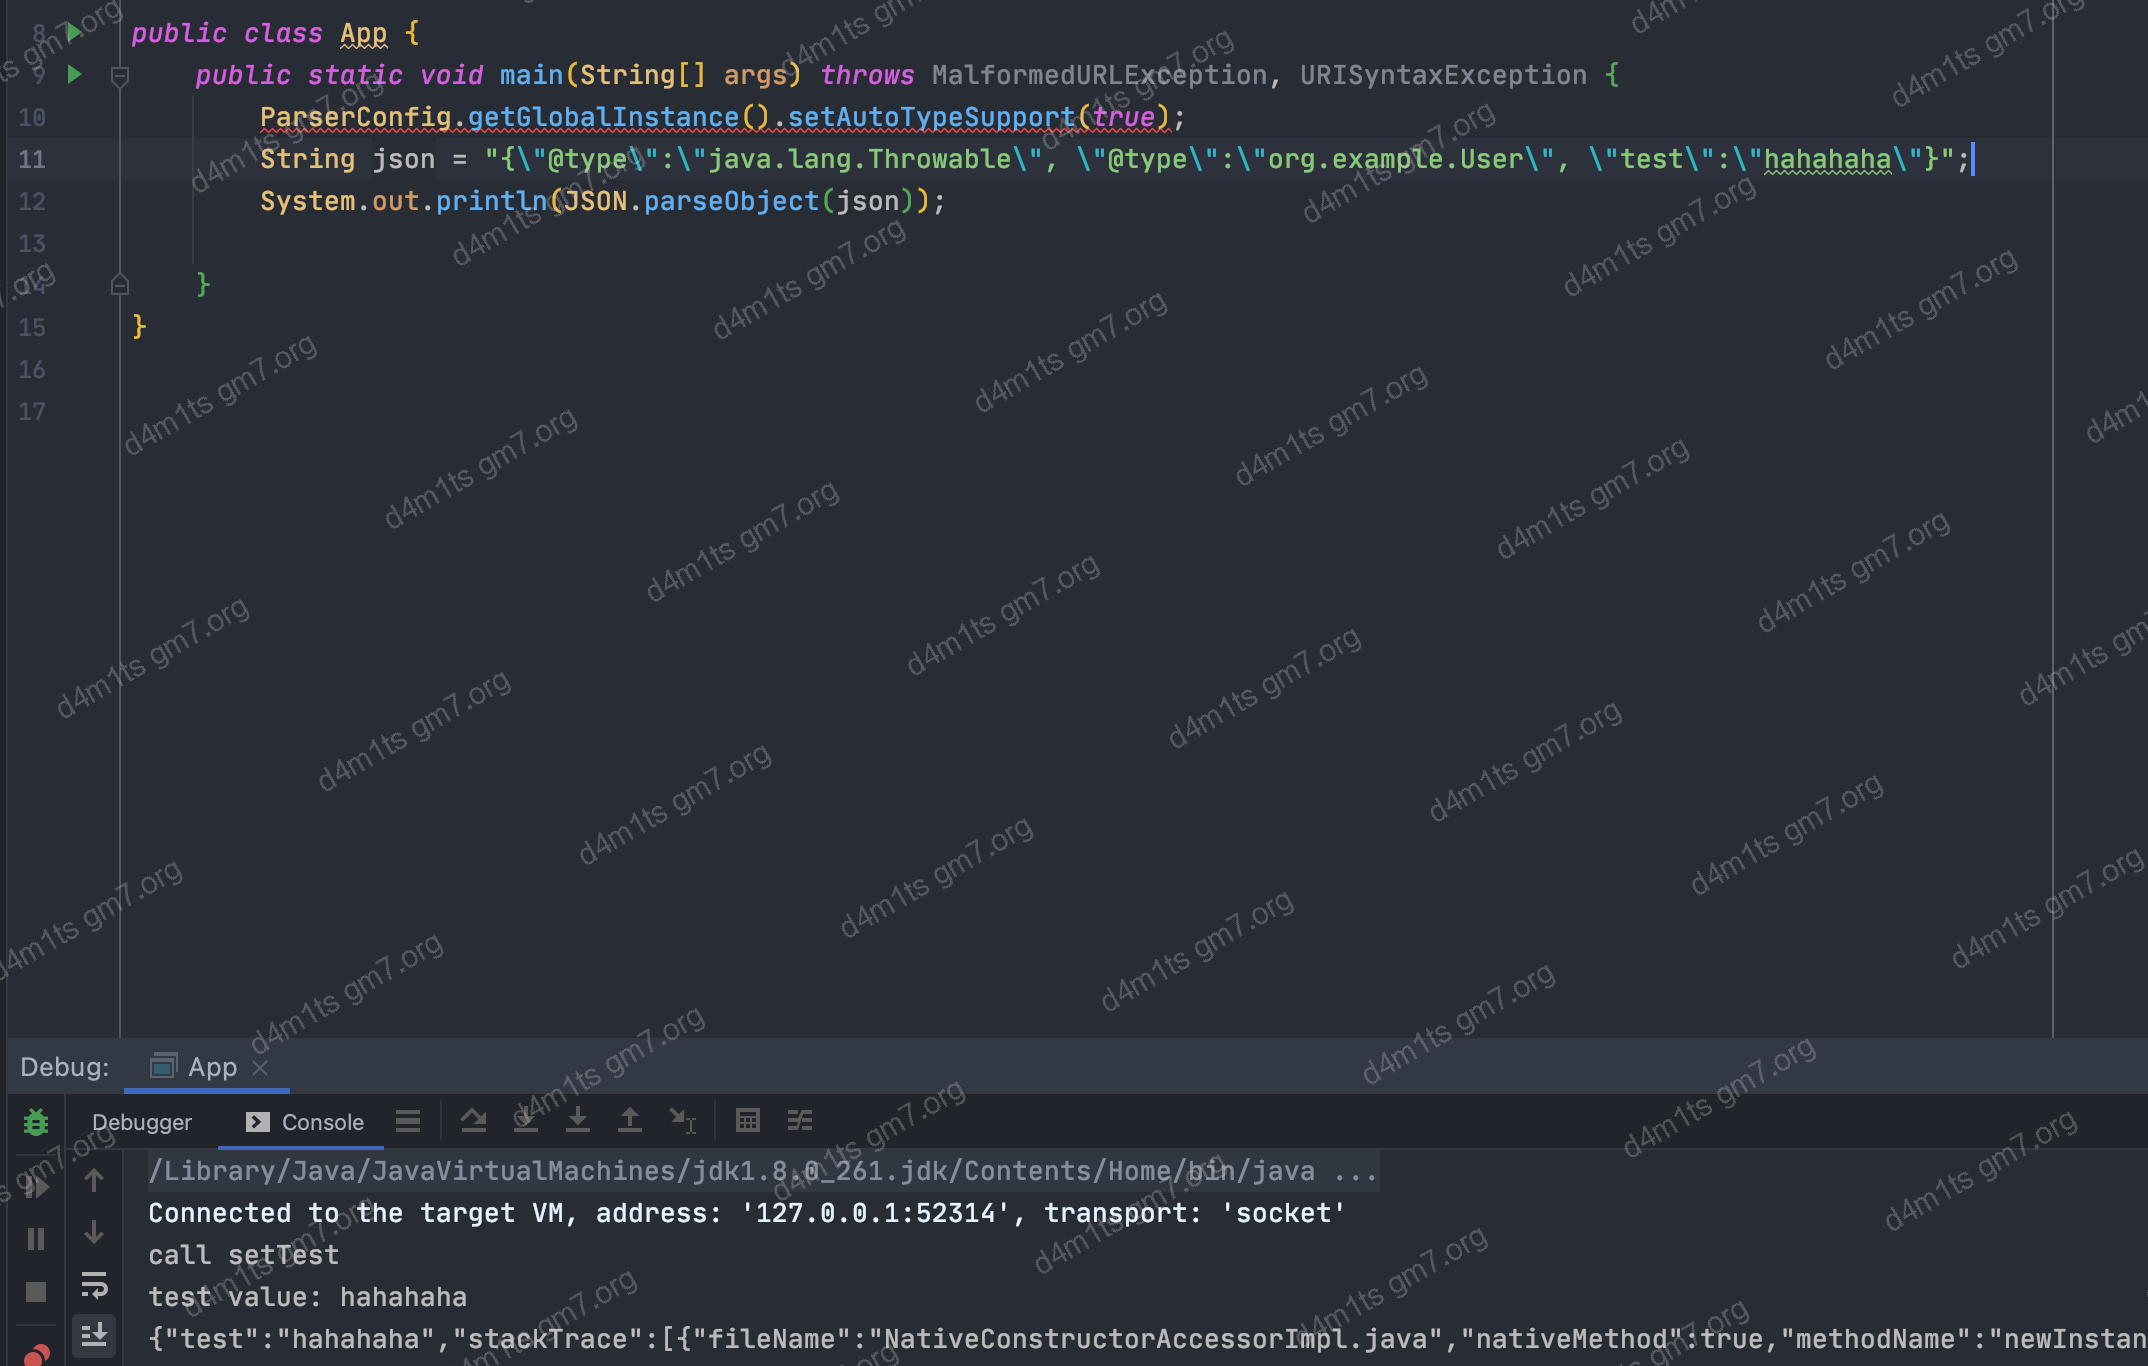 8 public class App {
9 public static void main(String[] args) throws MalformedURLException, URISyntaxException {
10 ParserConfig.getGlobalInstance().setAutoTypeSupport(true);
11 String json = "{\"@type\":\"java.lang.Throwable\", \"@type\":\"org.example.User\", \"test\":\"hahahaha\"}";
12 System.out.println(JSON.parseObject(json));
13
14 }
15 }
16
17
Debug: App
Debugger Console
/Library/Java/JavaVirtualMachines/jdk1.8.0_261.jdk/Contents/Home/bin/java ...
Connected to the target VM, address: '127.0.0.1:52314', transport: 'socket'
call setTest
test value: hahahaha
{"test":"hahahaha","stackTrace":[{"fileName":"NativeConstructorAccessorImpl.java","nativeMethod":true,"methodName":"newInstan
d4m1ts gm7.org